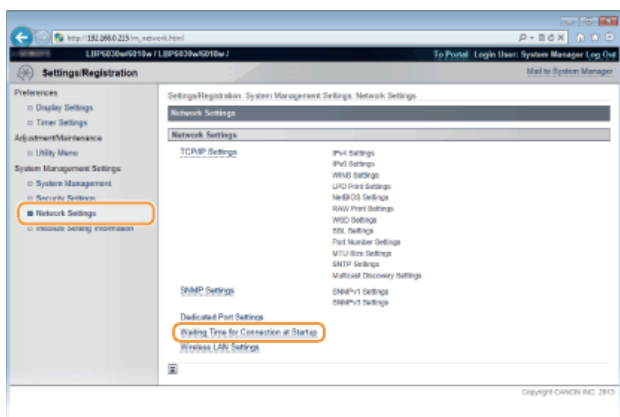 http://192.168.0.215/m_network.html
LBP6030w/6018w / LBP6030w/6018w /
To Portal Login User: System Manager Log Out
Settings/Registration
Mail to System Manager
Preferences
Display Settings
Timer Settings
Adjustment/Maintenance
Utility Menu
System Management Settings
System Management
Security Settings
Network Settings
Initialize Setting Information
Settings/Registration: System Management Settings: Network Settings
Network Settings
Network Settings
TCP/IP Settings
IPv4 Settings
IPv6 Settings
WINS Settings
LPD Print Settings
NetBIOS Settings
RAW Print Settings
WSD Settings
SSL Settings
Port Number Settings
MTU Size Settings
SNTP Settings
Multicast Discovery Settings
SNMP Settings
SNMPv1 Settings
SNMPv3 Settings
Dedicated Port Settings
Waiting Time for Connection at Startup
Wireless LAN Settings
Copyright CANON INC. 2013